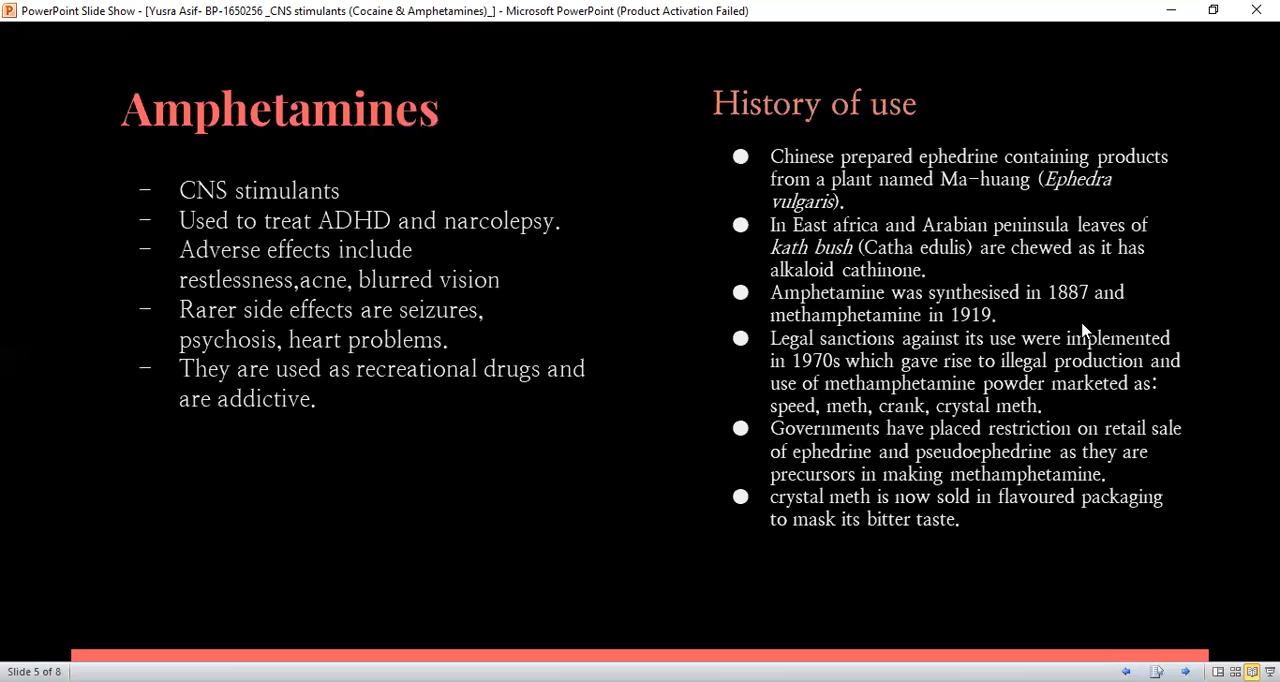 PowerPoint Slide Show - [Yusra Asif- BP-1650256 _CNS stimulants (Cocaine & Amphetamines)_] - Microsoft PowerPoint (Product Activation Failed)
Amphetamines
- CNS stimulants
- Used to treat ADHD and narcolepsy.
- Adverse effects include
restlessness,acne, blurred vision
- Rarer side effects are seizures,
psychosis, heart problems.
- They are used as recreational drugs and
are addictive.
History of use
● Chinese prepared ephedrine containing products
from a plant named Ma-huang (Ephedra
vulgaris).
● In East africa and Arabian peninsula leaves of
kath bush (Catha edulis) are chewed as it has
alkaloid cathinone.
● Amphetamine was synthesised in 1887 and
methamphetamine in 1919.
● Legal sanctions against its use were implemented
in 1970s which gave rise to illegal production and
use of methamphetamine powder marketed as:
speed, meth, crank, crystal meth.
● Governments have placed restriction on retail sale
of ephedrine and pseudoephedrine as they are
precursors in making methamphetamine.
● crystal meth is now sold in flavoured packaging
to mask its bitter taste.
Slide 5 of 8